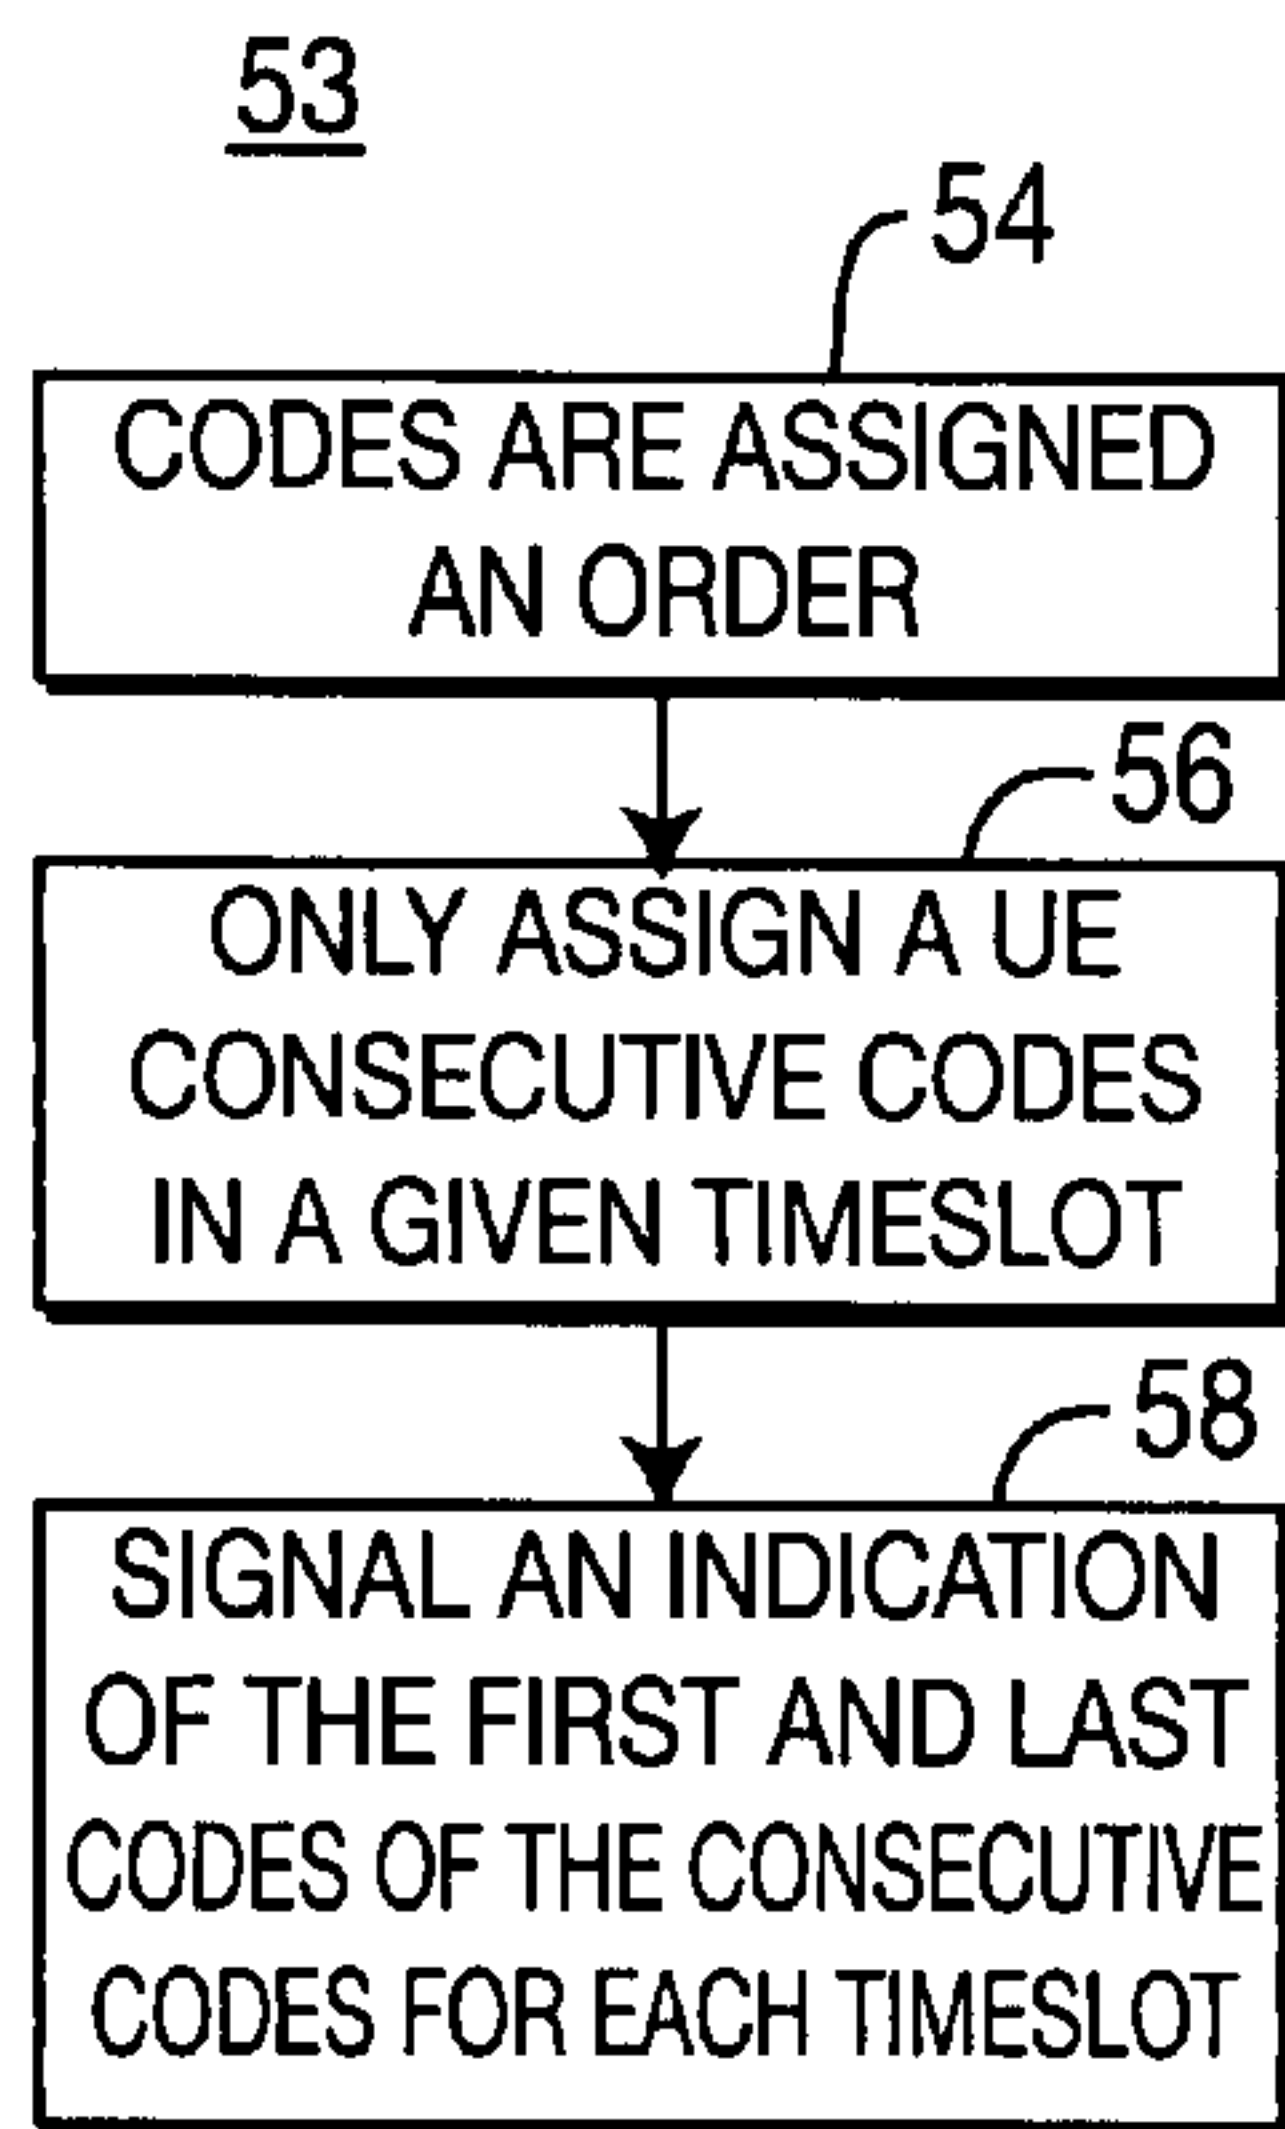 53
54
CODES ARE ASSIGNED
AN ORDER
56
ONLY ASSIGN A UE
CONSECUTIVE CODES
IN A GIVEN TIMESLOT
58
SIGNAL AN INDICATION
OF THE FIRST AND LAST
CODES OF THE CONSECUTIVE
CODES FOR EACH TIMESLOT